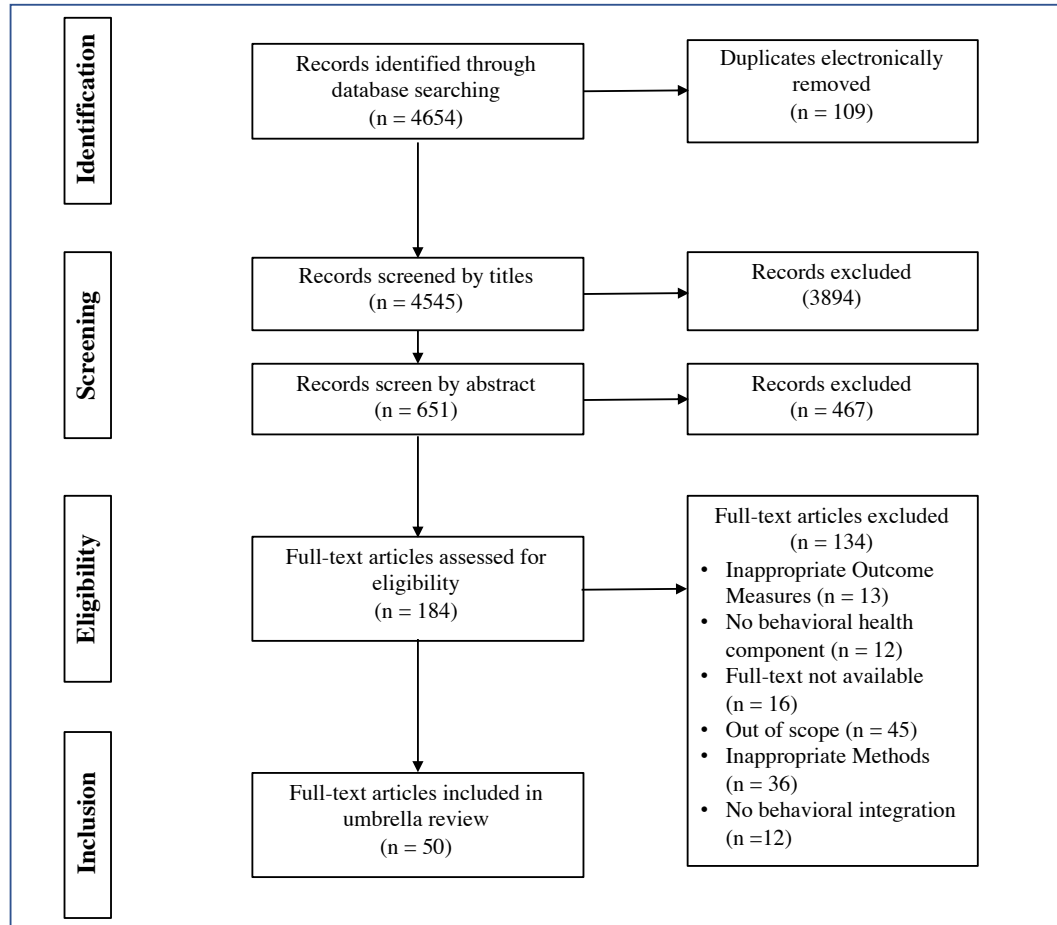 Identification
Records identified through
database searching
(n = 4654)
Duplicates electronically
removed
(n = 109)
Screening
Records screened by titles
(n = 4545)
Records excluded
(3894)
Records screen by abstract
(n = 651)
Records excluded
(n = 467)
Eligibility
Full-text articles assessed for
eligibility
(n = 184)
Full-text articles excluded
(n = 134)
• Inappropriate Outcome
Measures (n = 13)
• No behavioral health
component (n = 12)
• Full-text not available
(n = 16)
• Out of scope (n = 45)
• Inappropriate Methods
(n = 36)
• No behavioral integration
(n =12)
Inclusion
Full-text articles included in
umbrella review
(n = 50)